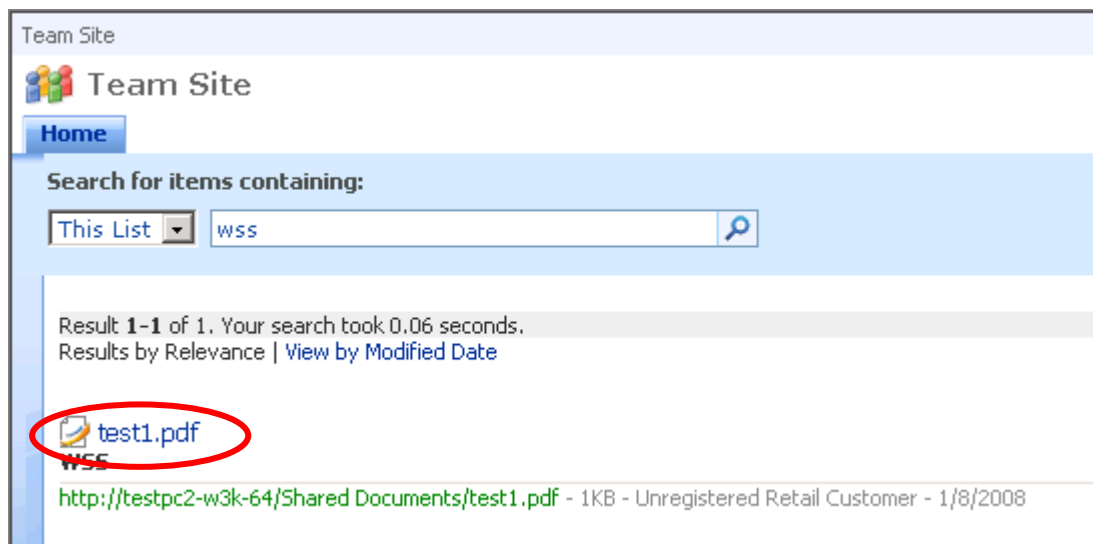 Team Site
Team Site
Home
Search for items containing:
This List wss
Result 1-1 of 1. Your search took 0.06 seconds.
Results by Relevance | View by Modified Date
test1.pdf
WSS
http://testpc2-w3k-64/Shared Documents/test1.pdf - 1KB - Unregistered Retail Customer - 1/8/2008